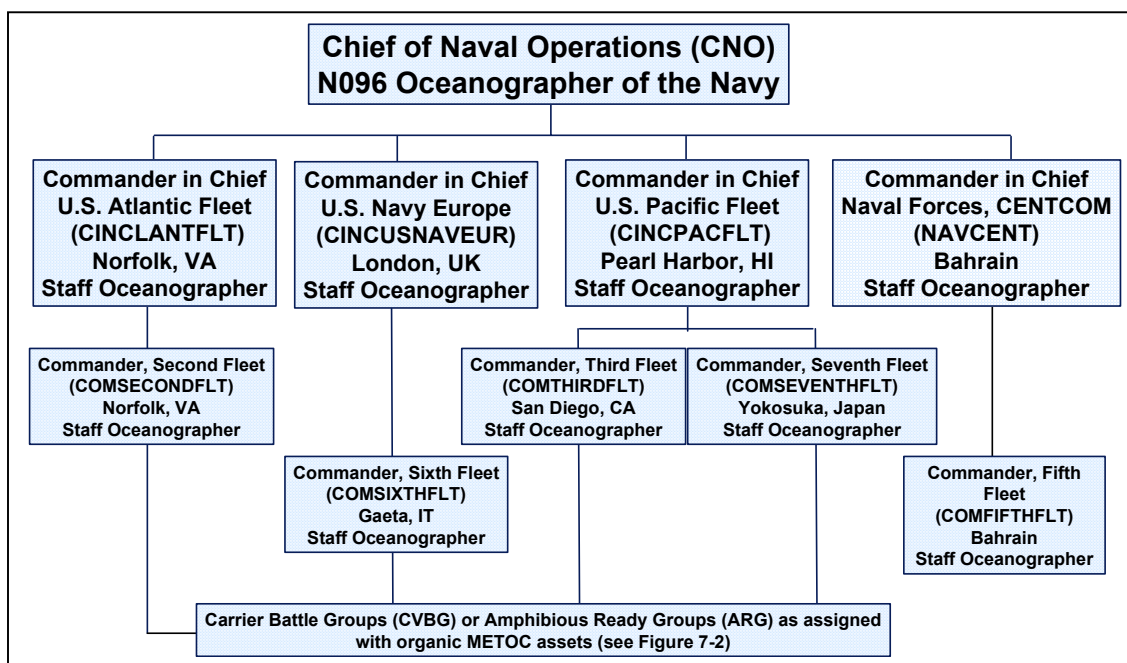 Chief of Naval Operations (CNO)
N096 Oceanographer of the Navy
Commander in Chief
U.S. Atlantic Fleet
(CINCLANTFLT)
Norfolk, VA
Staff Oceanographer
Commander in Chief
U.S. Navy Europe
(CINCUSNAVEUR)
London, UK
Staff Oceanographer
Commander in Chief
U.S. Pacific Fleet
(CINCPACFLT)
Pearl Harbor, HI
Staff Oceanographer
Commander in Chief
Naval Forces, CENTCOM
(NAVCENT)
Bahrain
Staff Oceanographer
Commander, Second Fleet
(COMSECONDFLT)
Norfolk, VA
Staff Oceanographer
Commander, Third Fleet
(COMTHIRDFLT)
San Diego, CA
Staff Oceanographer
Commander, Seventh Fleet
(COMSEVENTHFLT)
Yokosuka, Japan
Staff Oceanographer
Commander, Sixth Fleet
(COMSIXTHFLT)
Gaeta, IT
Staff Oceanographer
Commander, Fifth
Fleet
(COMFIFTHFLT)
Bahrain
Staff Oceanographer
Carrier Battle Groups (CVBG) or Amphibious Ready Groups (ARG) as assigned
with organic METOC assets (see Figure 7-2)